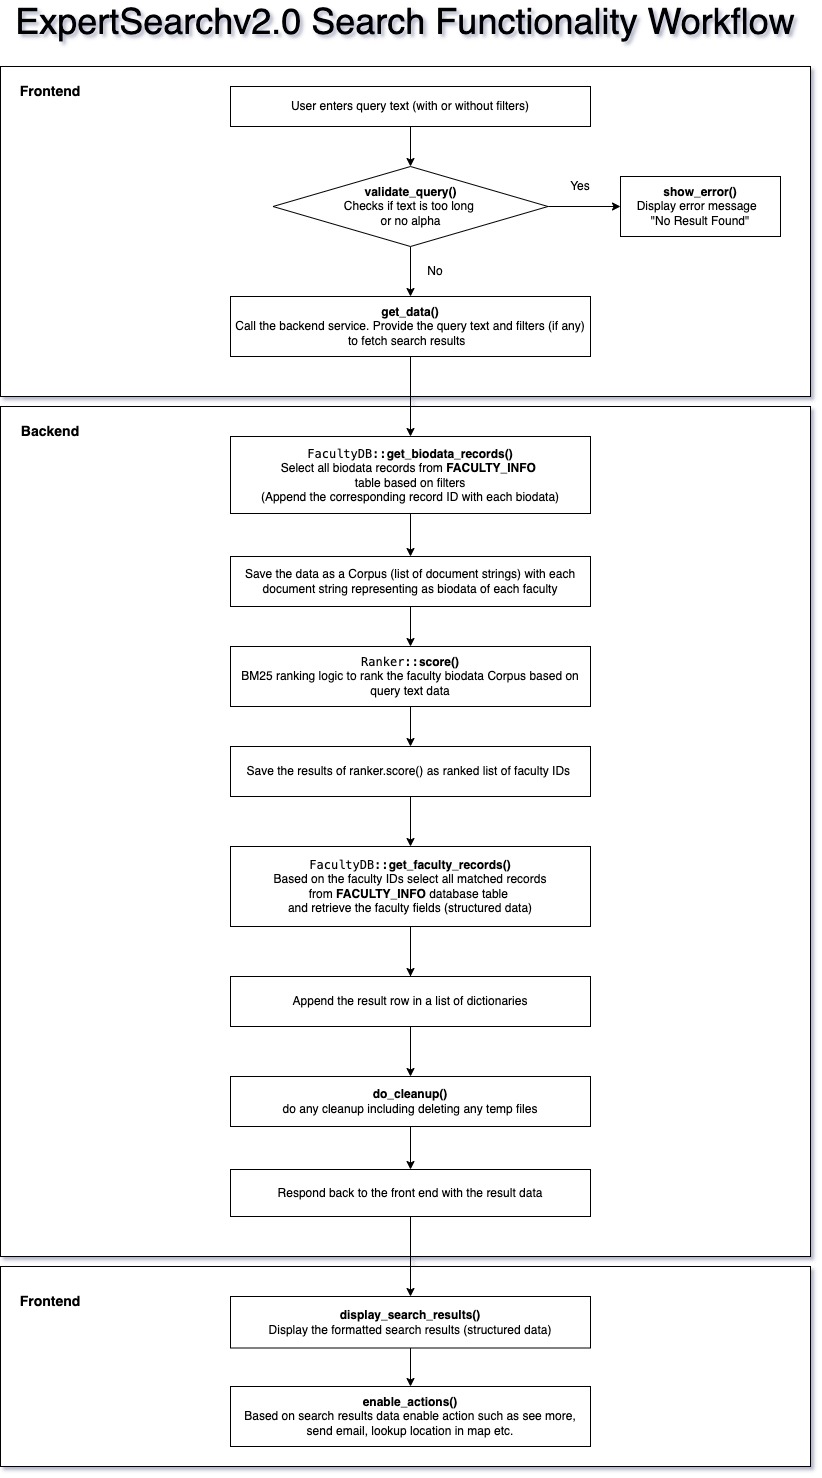 ExpertSearchv2.0 Search Functionality Workflow
Frontend
User enters query text (with or without filters)
validate_query()
Checks if text is too long
or no alpha
Yes
show_error()
Display error message
"No Result Found"
No
get_data()
Call the backend service. Provide the query text and filters (if any)
to fetch search results
Backend
FacultyDB::get_biodata_records()
Select all biodata records from FACULTY_INFO
table based on filters
(Append the corresponding record ID with each biodata)
Save the data as a Corpus (list of document strings) with each
document string representing as biodata of each faculty
Ranker::score()
BM25 ranking logic to rank the faculty biodata Corpus based on
query text data
Save the results of ranker.score() as ranked list of faculty IDs
FacultyDB::get_faculty_records()
Based on the faculty IDs select all matched records
from FACULTY_INFO database table
and retrieve the faculty fields (structured data)
Append the result row in a list of dictionaries
do_cleanup()
do any cleanup including deleting any temp files
Respond back to the front end with the result data
Frontend
display_search_results()
Display the formatted search results (structured data)
enable_actions()
Based on search results data enable action such as see more,
send email, lookup location in map etc.